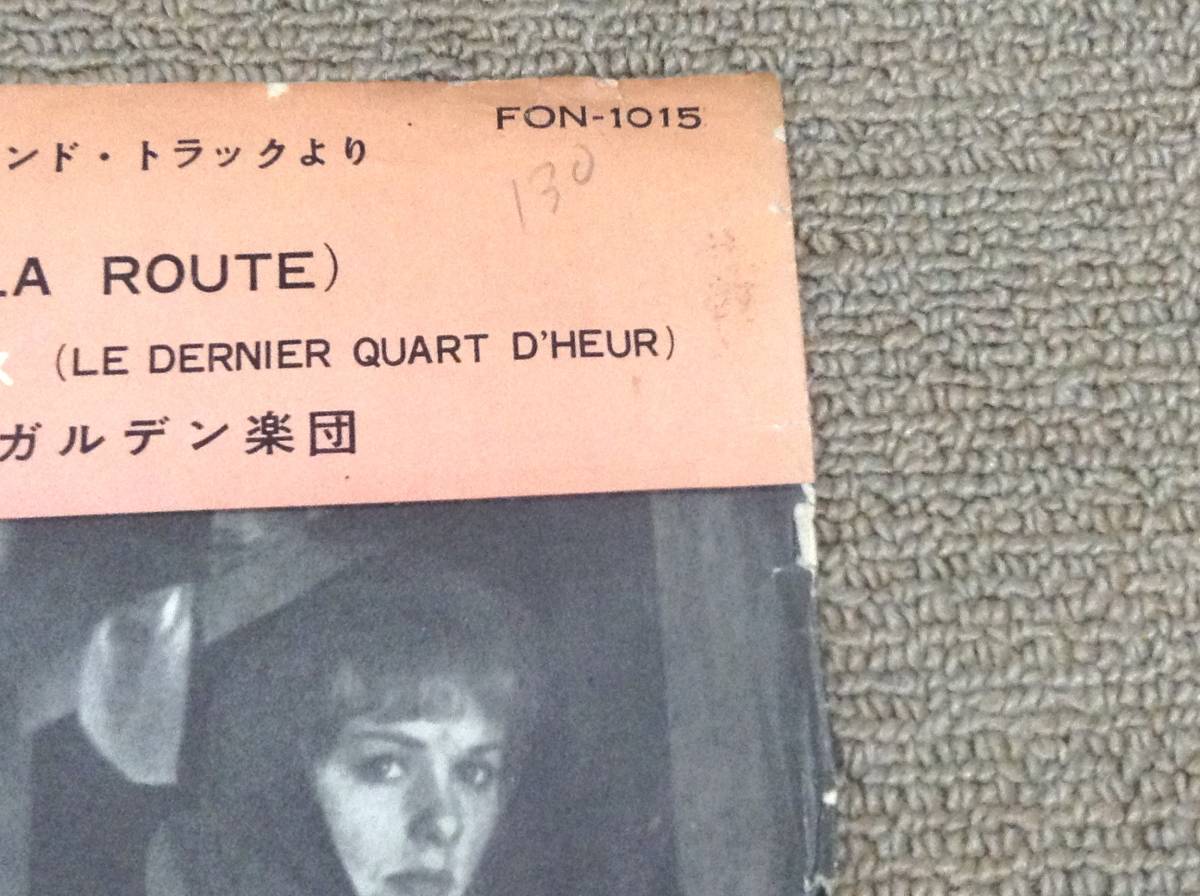 FON-1015
ンド・トラックより
130
LA ROUTE)
(LE DERNIER QUART D'HEUR)
ガルデン楽団